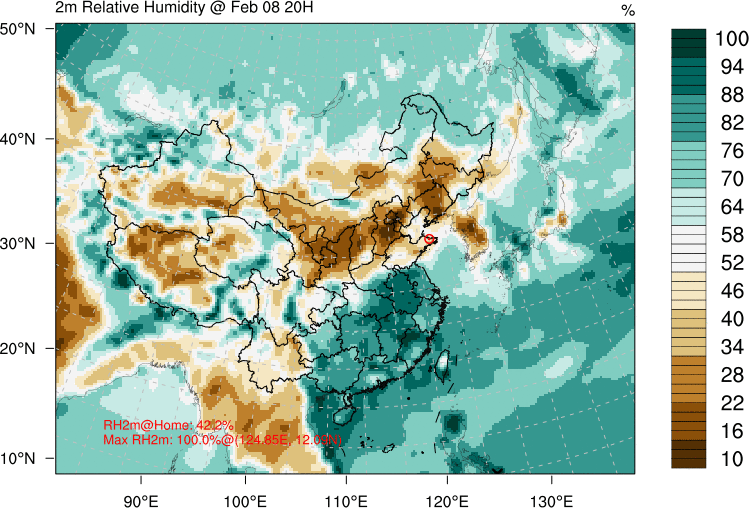 2m Relative Humidity @ Feb 08 20H
%
50°N
40°N
30°N
20°N
10°N
90°E
100°E
110°E
120°E
130°E
100
94
88
82
76
70
64
58
52
46
40
34
28
22
16
10
RH2m@Home: 42.2%
Max RH2m: 100.0%@(124.85E, 12.09N)